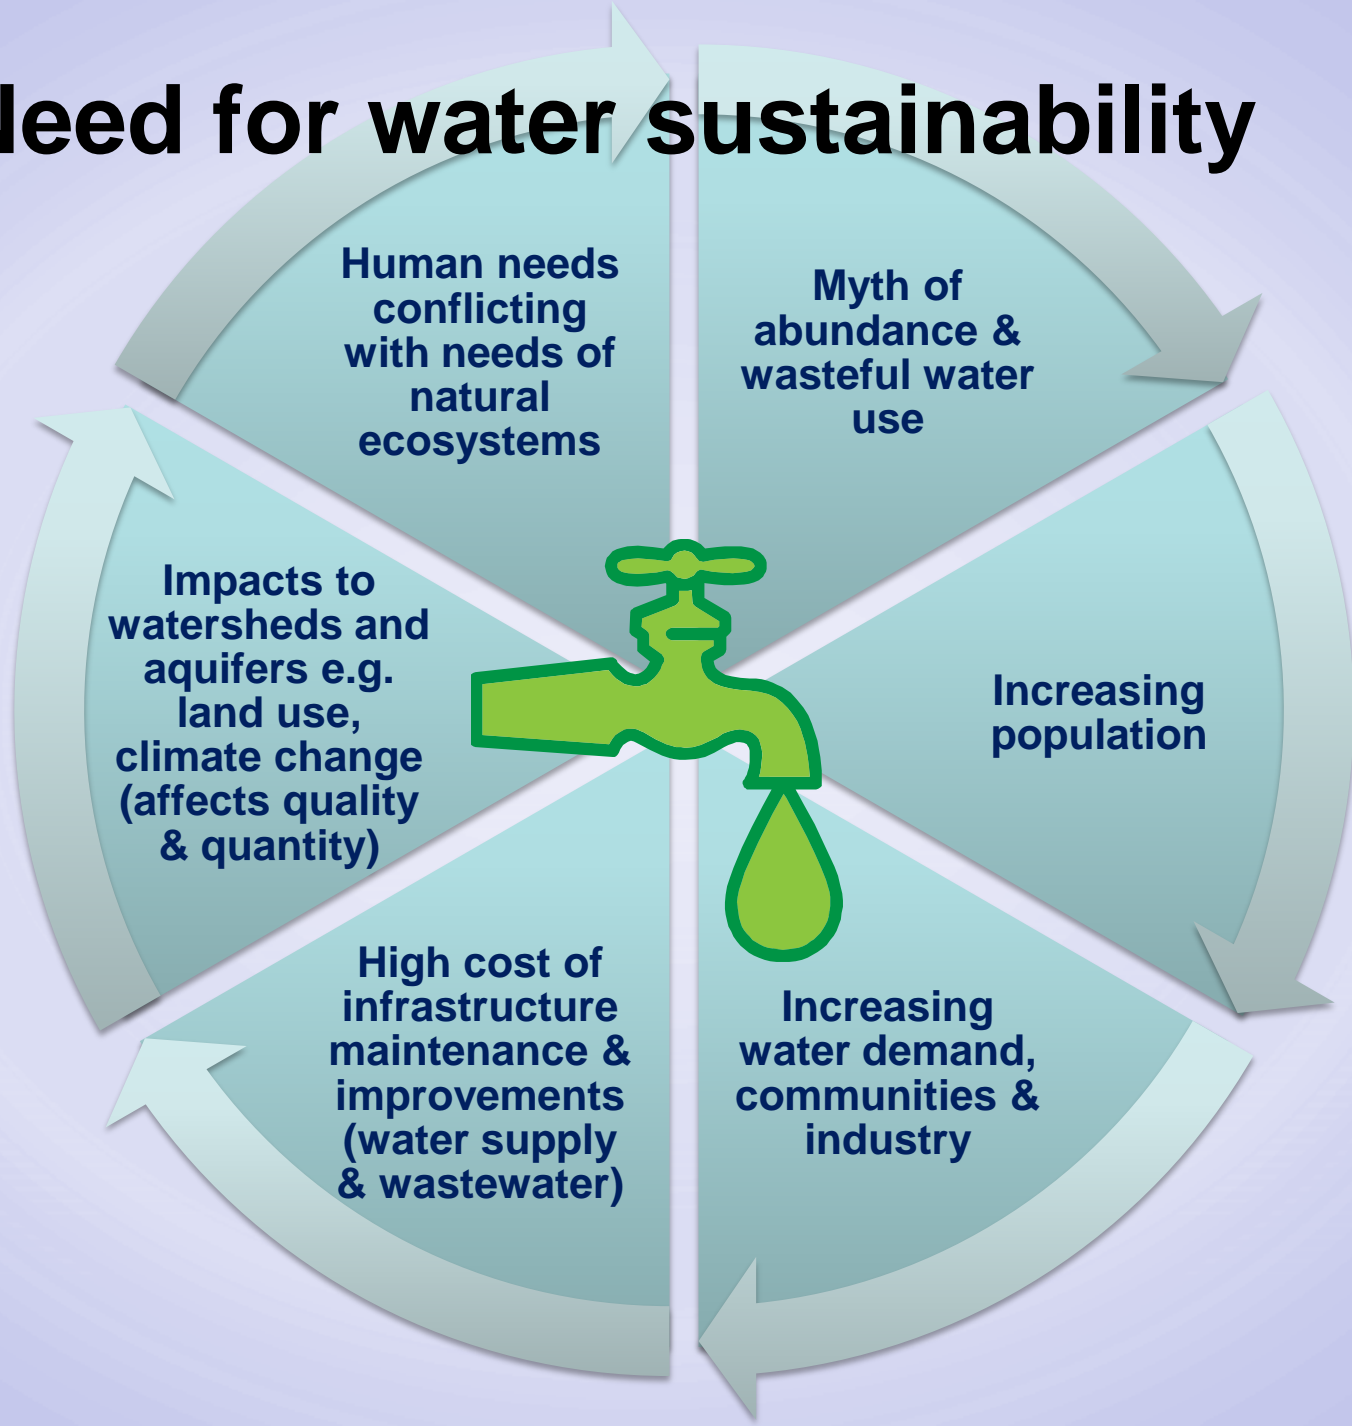 Need for water sustainability
Human needs
conflicting
with needs of
natural
ecosystems
Myth of
abundance &
wasteful water
use
Increasing
population
Increasing
water demand,
communities &
industry
High cost of
infrastructure
maintenance &
improvements
(water supply
& wastewater)
Impacts to
watersheds and
aquifers e.g.
land use,
climate change
(affects quality
& quantity)